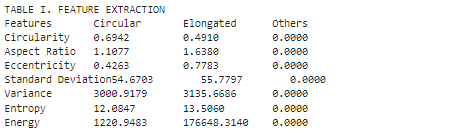 TABLE I. FEATURE EXTRACTION
Features Circular Elongated Others
Circularity 0.6942 0.4910 0.0000
Aspect Ratio 1.1077 1.6380 0.0000
Eccentricity 0.4263 0.7783 0.0000
Standard Deviation54.6703 55.7797 0.0000
Variance 3000.9179 3135.6686 0.0000
Entropy 12.0847 13.5060 0.0000
Energy 1220.9483 176648.3140 0.0000